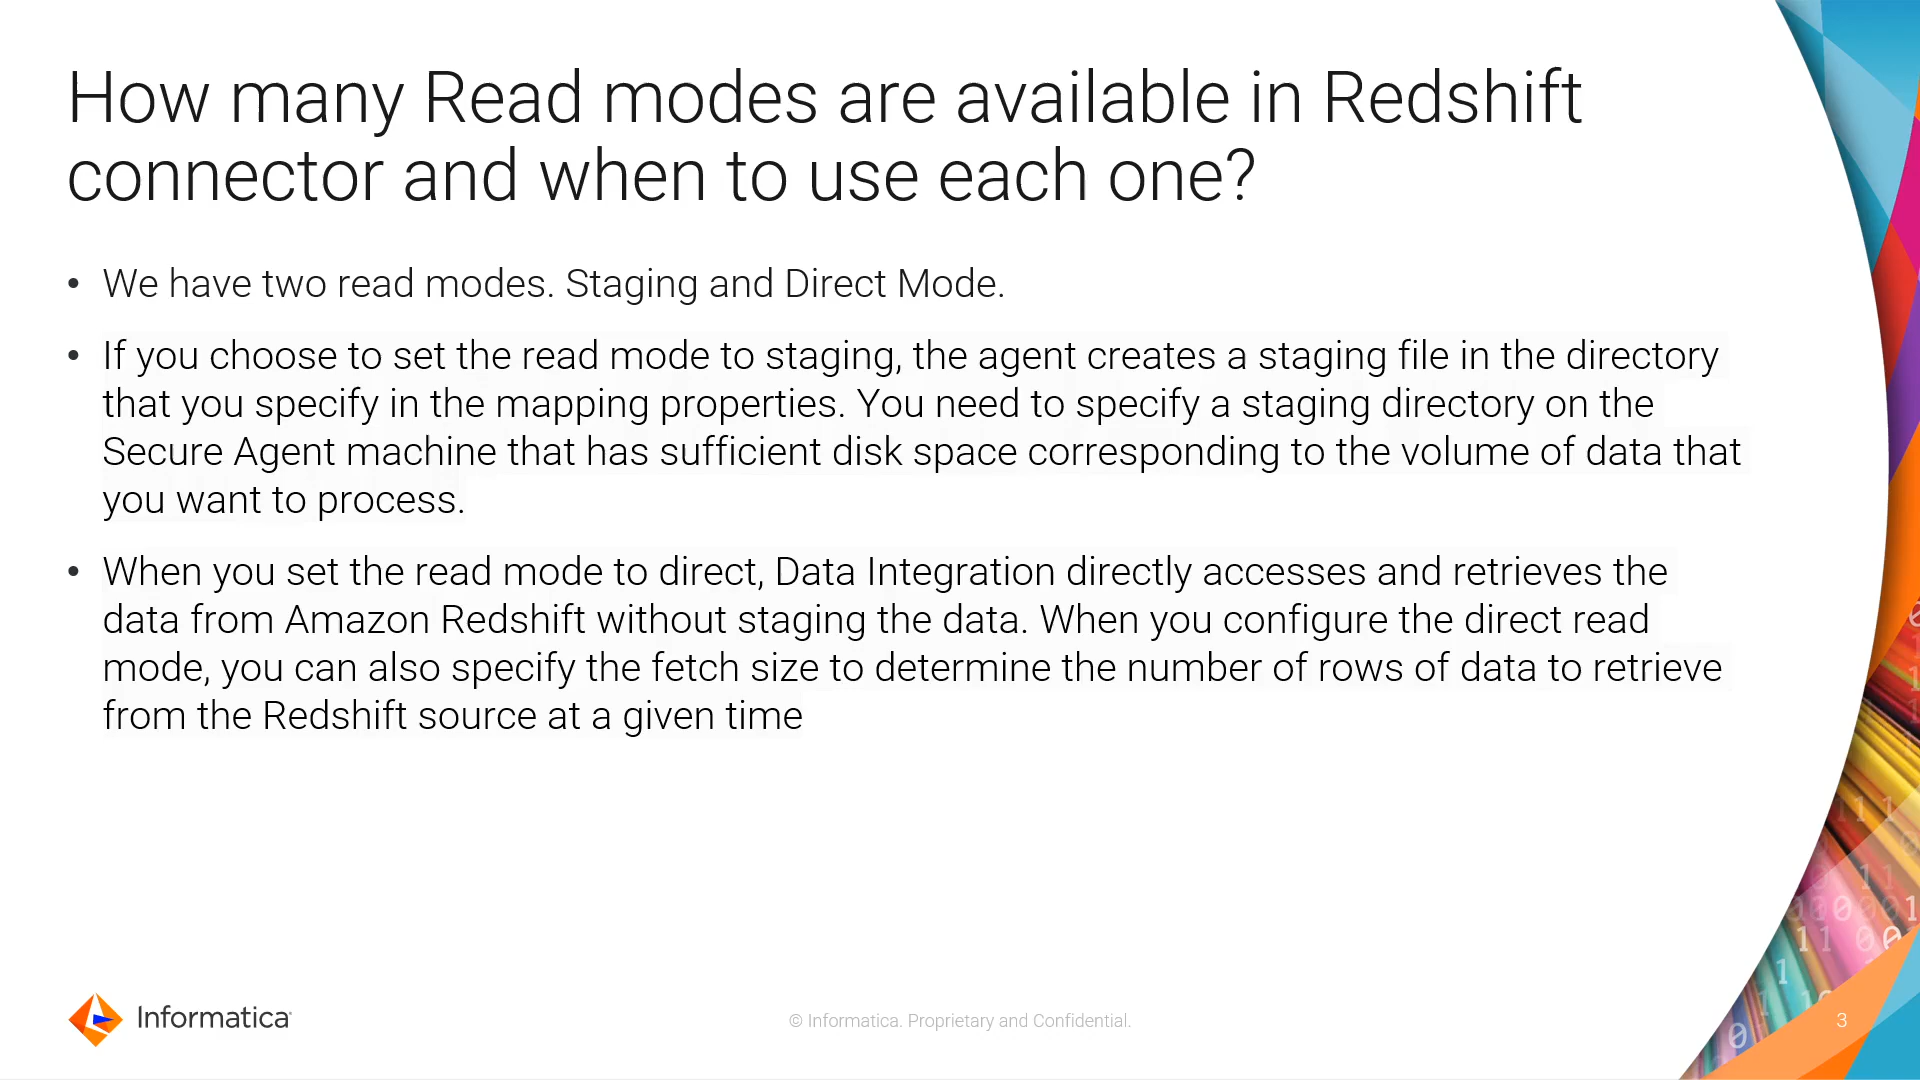 How many Read modes are available in Redshift
connector and when to use each one?
• We have two read modes. Staging and Direct Mode.
• If you choose to set the read mode to staging, the agent creates a staging file in the directory
that you specify in the mapping properties. You need to specify a staging directory on the
Secure Agent machine that has sufficient disk space corresponding to the volume of data that
you want to process.
• When you set the read mode to direct, Data Integration directly accesses and retrieves the
data from Amazon Redshift without staging the data. When you configure the direct read
mode, you can also specify the fetch size to determine the number of rows of data to retrieve
from the Redshift source at a given time
Informatica
© Informatica. Proprietary and Confidential.
3